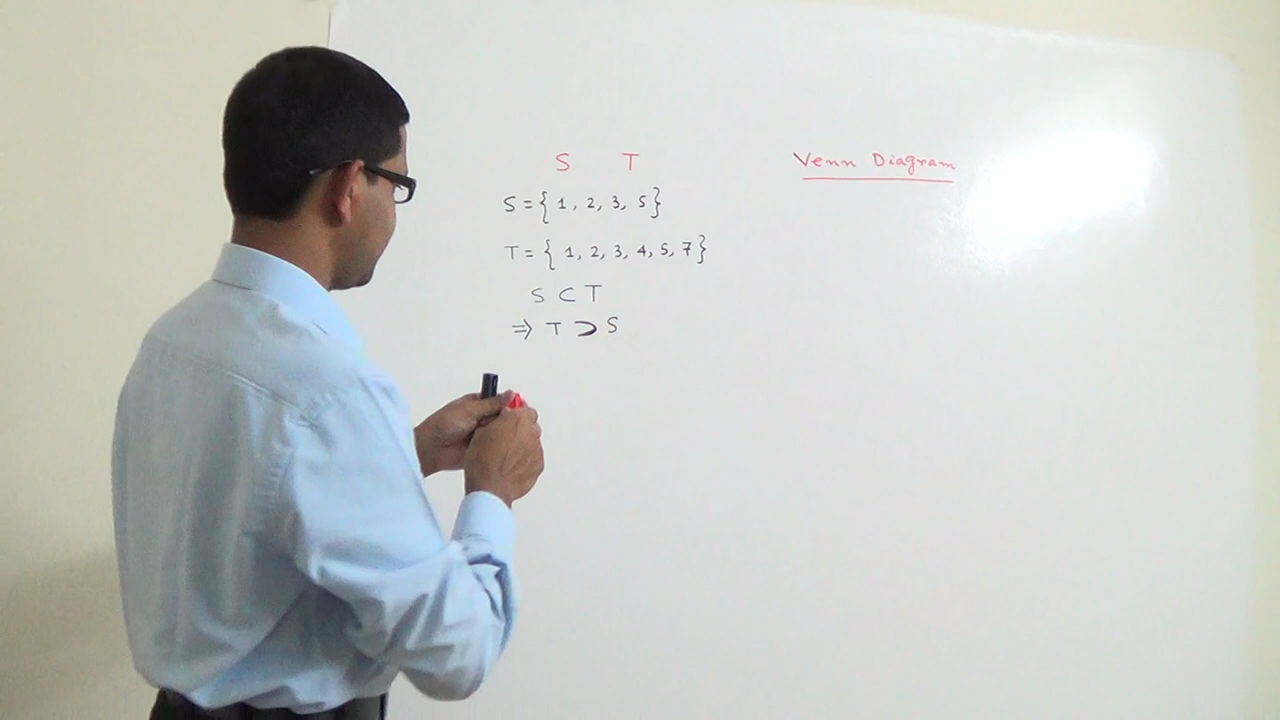 S T
S = { 1, 2, 3, 5}
T = { 1, 2, 3, 4, 5, 7}
S ⊂ T
⇒ T ⊃ S
Venn Diagram